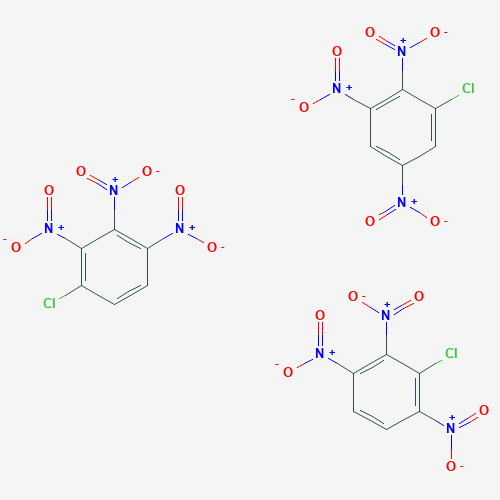 O O -
N +
O
N + Cl
- O
N +
O O -
O O -
N +
O O
- O N + N + O -
Cl
O - O
N +
O
N + Cl
- O
O
N +
O -